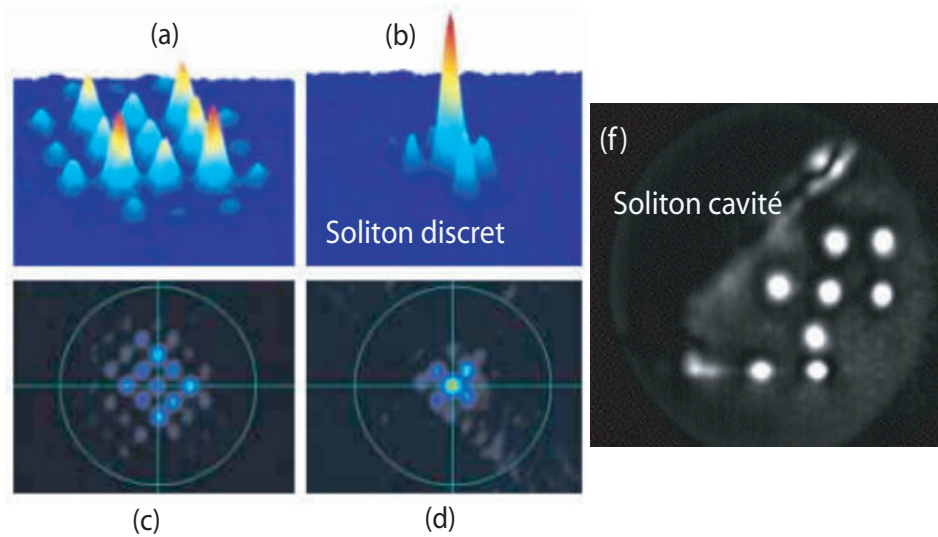 (a)
(b)
Soliton discret
(c)
(d)
(f)
Soliton cavité